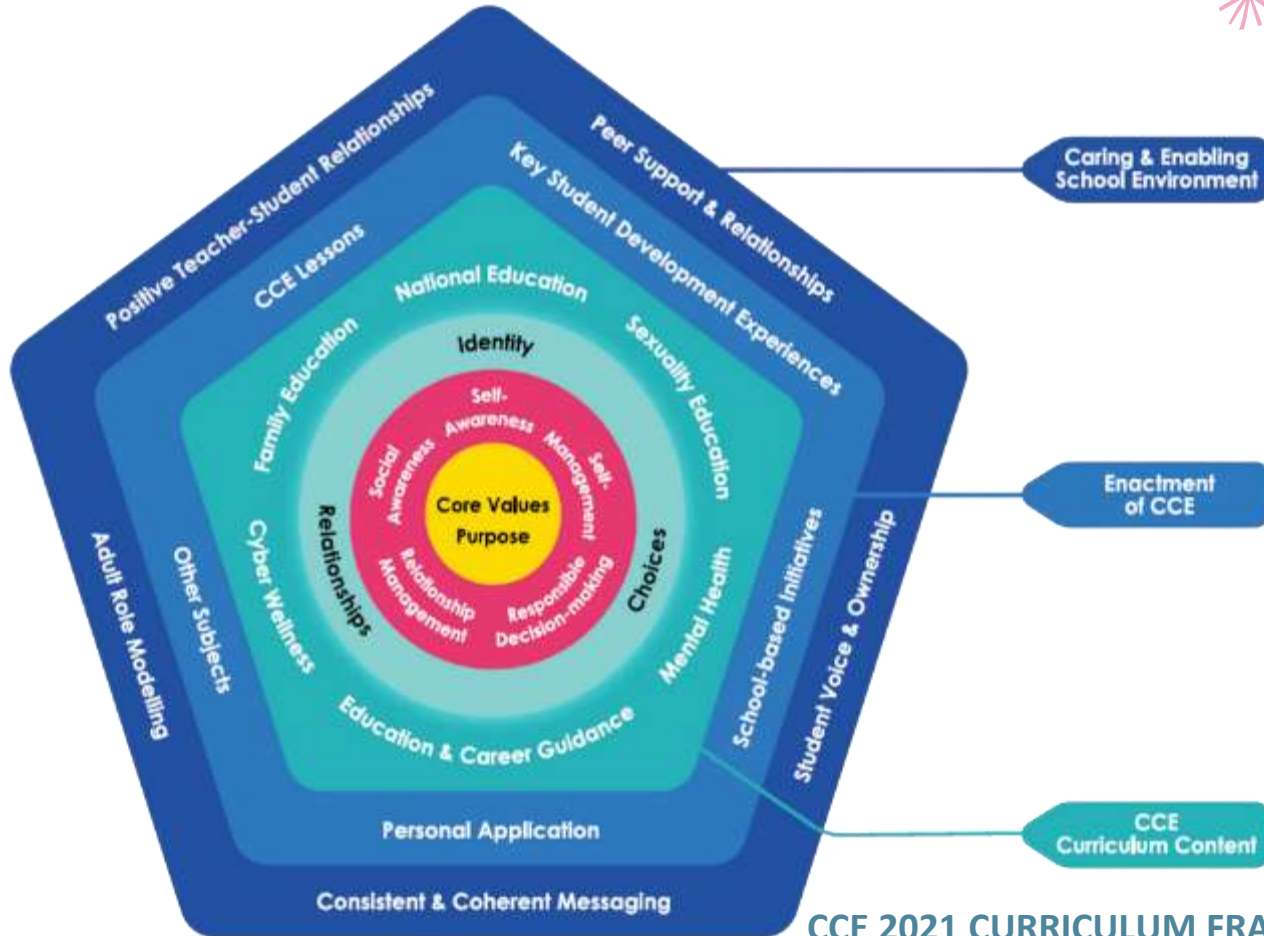 Positive Teacher-Student Relationships
Peer Support & Relationships
Student Voice & Ownership
Consistent & Coherent Messaging
Adult Role Modelling
CCE Lessons
Key Student Development Experiences
School-based Initiatives
Personal Application
Other Subjects
National Education
Sexuality Education
Mental Health
Education & Career Guidance
Cyber Wellness
Family Education
Identity
Choices
Relationships
Self-
Awareness
Self-
Management
Responsible
Decision-making
Relationship
Management
Social
Awareness
Core Values
Purpose
Caring & Enabling
School Environment
Enactment
of CCE
CCE
Curriculum Content
CCE 2021 CURRICULUM